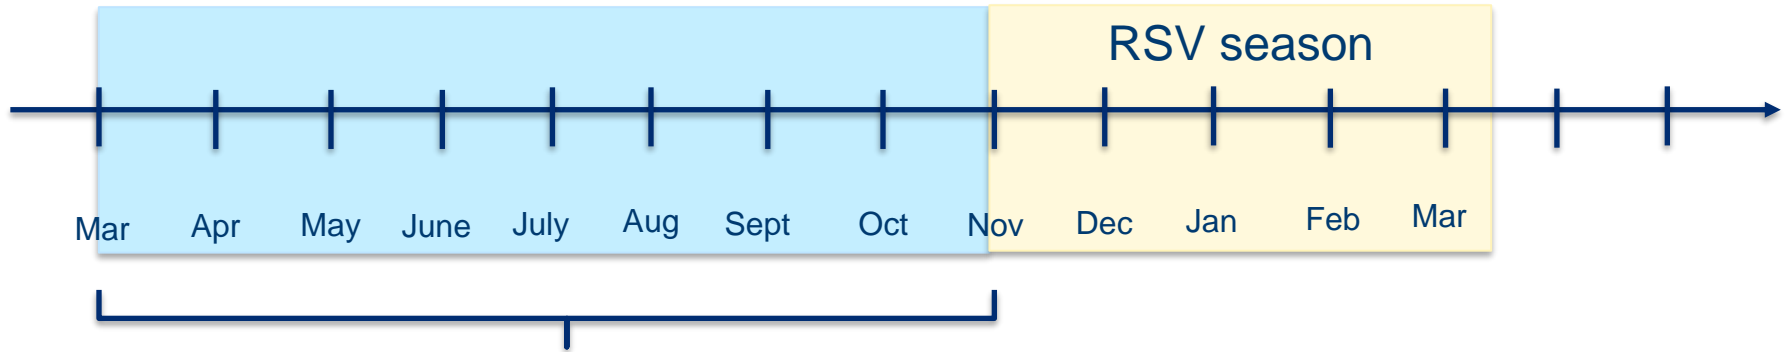 RSV season
Mar Apr May June July Aug Sept Oct Nov Dec Jan Feb Mar